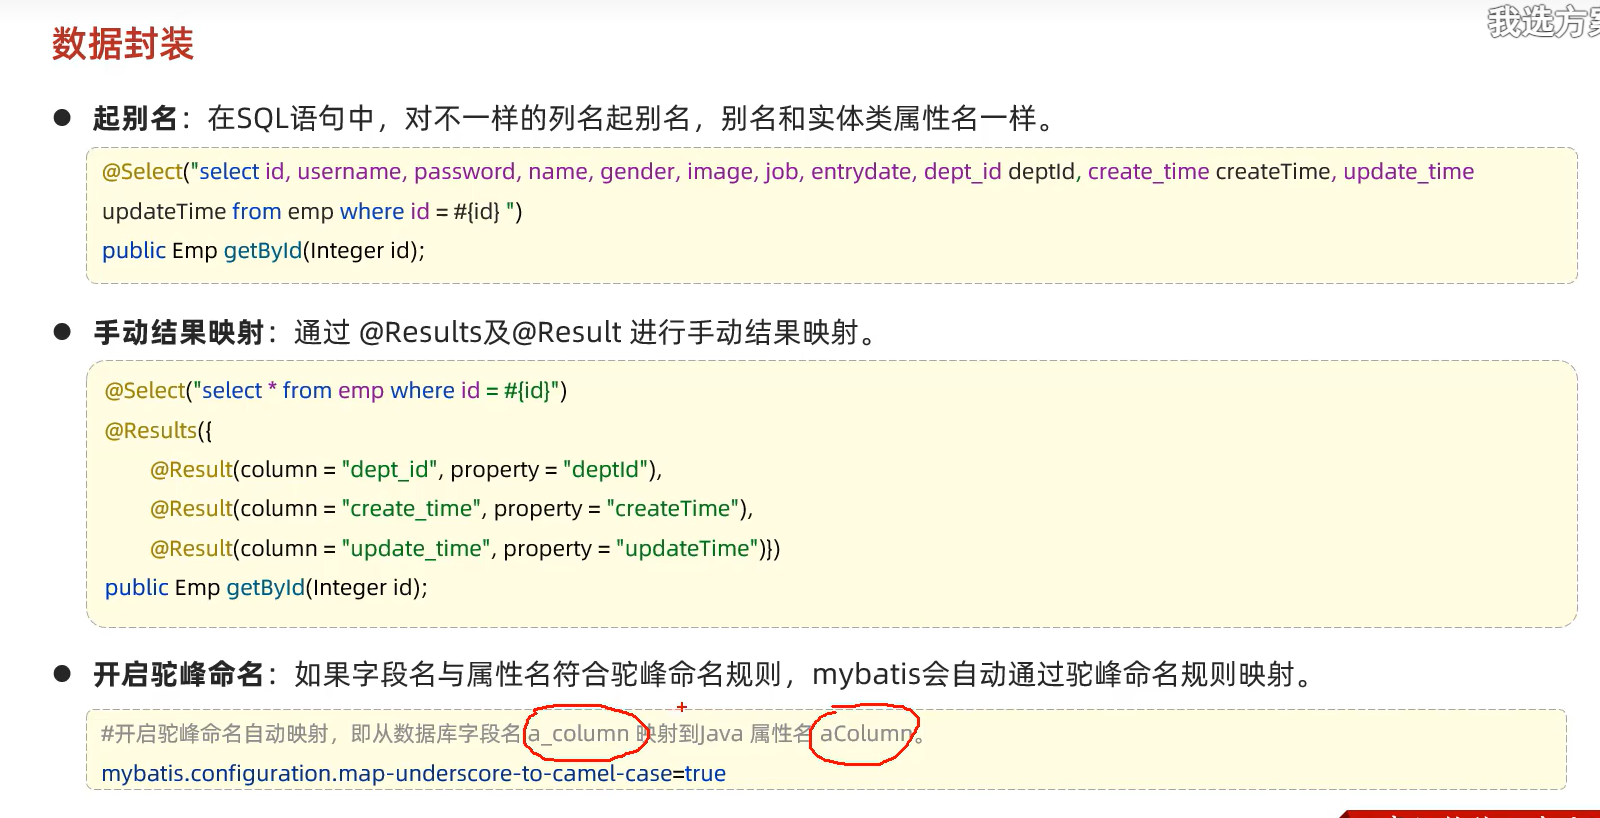 我选方案
数据封装
● 起别名：在SQL语句中，对不一样的列名起别名，别名和实体类属性名一样。
@Select("select id, username, password, name, gender, image, job, entrydate, dept_id deptId, create_time createTime, update_time
updateTime from emp where id = #{id} ")
public Emp getById(Integer id);
● 手动结果映射：通过 @Results及@Result 进行手动结果映射。
@Select("select * from emp where id = #{id}")
@Results({
@Result(column = "dept_id", property = "deptId"),
@Result(column = "create_time", property = "createTime"),
@Result(column = "update_time", property = "updateTime")})
public Emp getById(Integer id);
● 开启驼峰命名：如果字段名与属性名符合驼峰命名规则，mybatis会自动通过驼峰命名规则映射。
#开启驼峰命名自动映射，即从数据库字段名 a_column 映射到Java 属性名 aColumn。
mybatis.configuration.map-underscore-to-camel-case=true